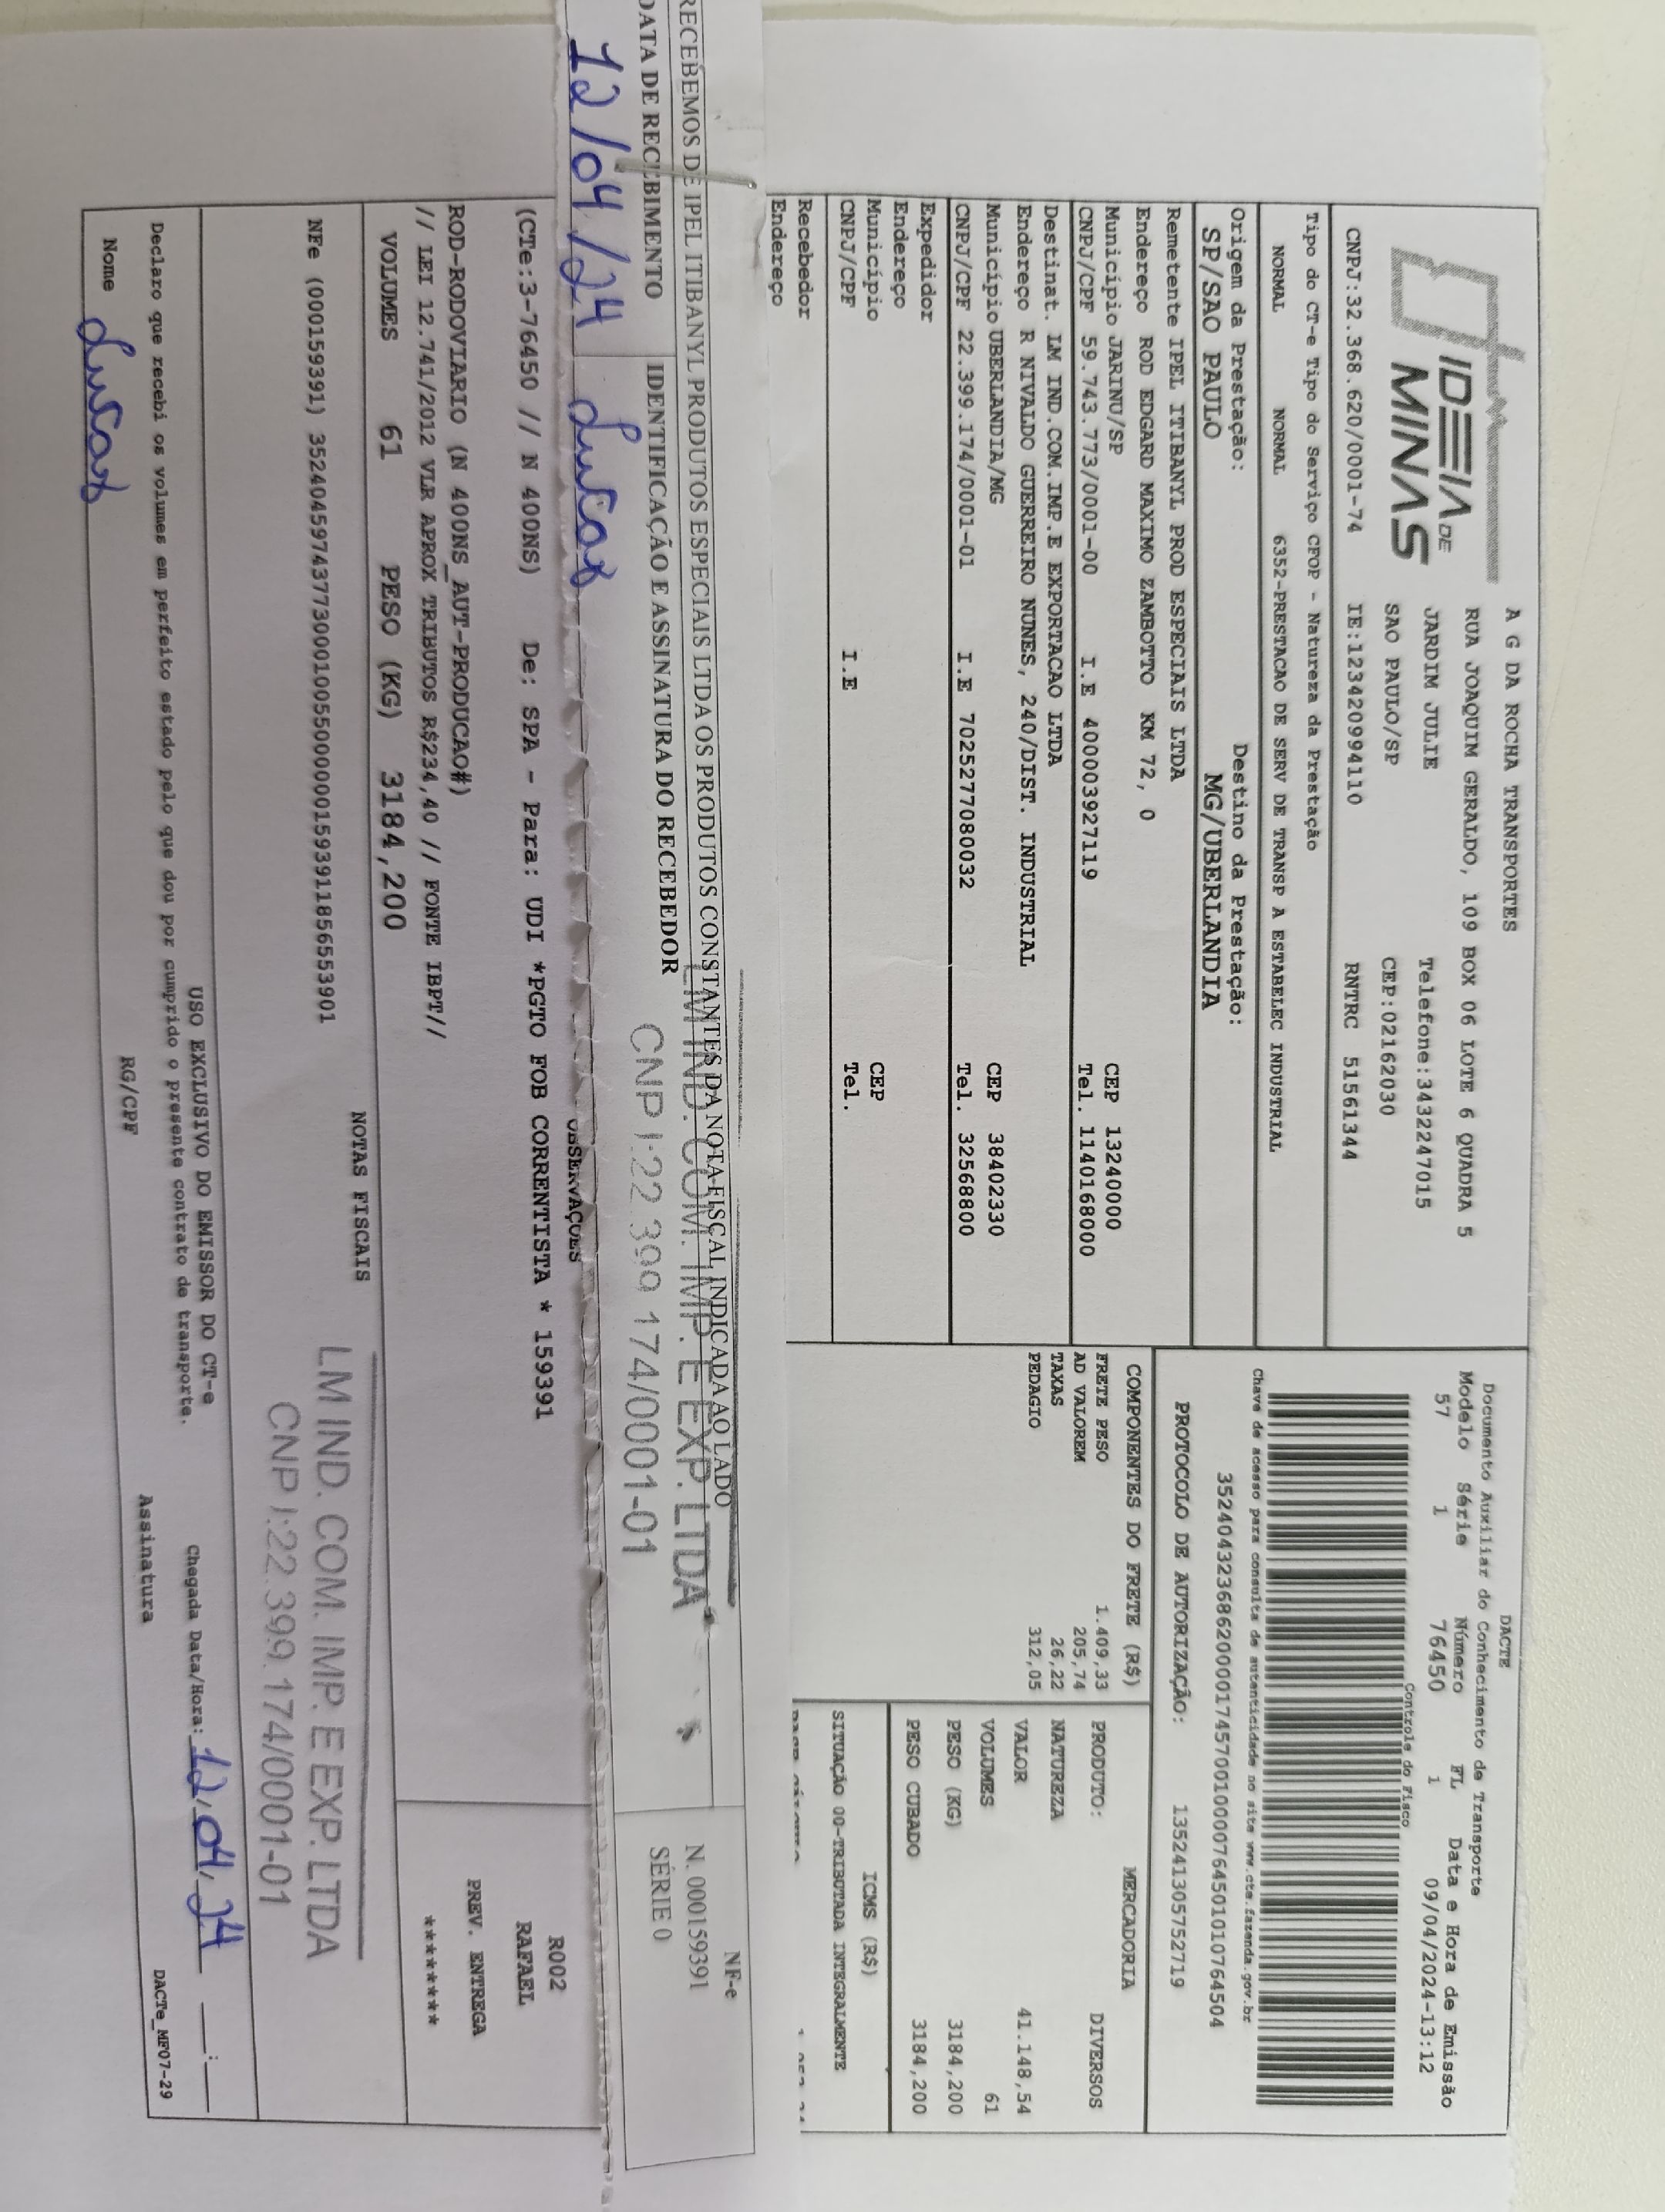 IDEIA DE
MINAS
A G DA ROCHA TRANSPORTES
RUA JOAQUIM GERALDO, 109 BOX 06 LOTE 6 QUADRA 5
JARDIM JULIE Telefone:3432247015
SAO PAULO/SP CEP:02162030
CNPJ:32.368.620/0001-74 IE:123420994110 RNTRC 51561344
DACTE
Documento Auxiliar do Conhecimento de Transporte
Modelo Série Número FL Data e Hora de Emissão
57 1 76450 1 09/04/2024-13:12
Controle do Fisco
Chave de acesso para consulta de autenticidade no site www.cte.fazenda.gov.br
35240432368620000174570010000764501010764504
PROTOCOLO DE AUTORIZAÇÃO: 135241305752719
Tipo do CT-e Tipo do Serviço CFOP - Natureza da Prestação
NORMAL NORMAL 6352-PRESTACAO DE SERV DE TRANSP A ESTABELEC INDUSTRIAL
Origem da Prestação: Destino da Prestação:
SP/SAO PAULO MG/UBERLANDIA
Remetente IPEL ITIBANYL PROD ESPECIAIS LTDA
Endereço ROD EDGARD MAXIMO ZAMBOTTO KM 72, 0
Município JARINU/SP CEP 13240000
CNPJ/CPF 59.743.773/0001-00 I.E 400003927119 Tel. 1140168000
Destinat. LM IND.COM.IMP.E EXPORTACAO LTDA
Endereço R NIVALDO GUERREIRO NUNES, 240/DIST. INDUSTRIAL
Município UBERLANDIA/MG CEP 38402330
CNPJ/CPF 22.399.174/0001-01 I.E 7025277080032 Tel. 32568800
Expedidor
Endereço
Município CEP
CNPJ/CPF I.E Tel.
Recebedor
Endereço
COMPONENTES DO FRETE (R$)
FRETE PESO 1.409,33
AD VALOREM 205,74
TAXAS 26,22
PEDAGIO 312,05
MERCADORIA
PRODUTO: DIVERSOS
NATUREZA
VALOR 41.148,54
VOLUMES 61
PESO (KG) 3184,200
PESO CUBADO 3184,200
ICMS (R$)
SITUAÇÃO 00-TRIBUTADA INTEGRALMENTE
RECEBEMOS DE IPEL ITIBANYL PRODUTOS ESPECIAIS LTDA OS PRODUTOS CONSTANTES DA NOTA FISCAL INDICADA AO LADO
DATA DE RECEBIMENTO IDENTIFICAÇÃO E ASSINATURA DO RECEBEDOR
12/04/24 Lucas
LM IND. COM. IMP. E EXP. LTDA
CNPJ:22.399.174/0001-01
NF-e
N. 000159391
SÉRIE 0
OBSERVAÇÕES
(CTe:3-76450 // N 400NS) De: SPA - Para: UDI *PGTO FOB CORRENTISTA * 159391
R002
RAFAEL
ROD-RODOVIARIO (N 400NS_AUT-PRODUCAO#)
// LEI 12.741/2012 VLR APROX TRIBUTOS R$234,40 // FONTE IBPT//
PREV. ENTREGA
********
VOLUMES 61 PESO (KG) 3184,200
NOTAS FISCAIS
NFe (000159391) 35240459743773000100550000001593911856553901
LM IND. COM. IMP. E EXP. LTDA
CNPJ:22.399.174/0001-01
USO EXCLUSIVO DO EMISSOR DO CT-e
Declaro que recebi os volumes em perfeito estado pelo que dou por cumprido o presente contrato de transporte.
Chegada Data/Hora: 12/04/24 __:__
Nome Lucas RG/CPF Assinatura
DACTe_MF07-29